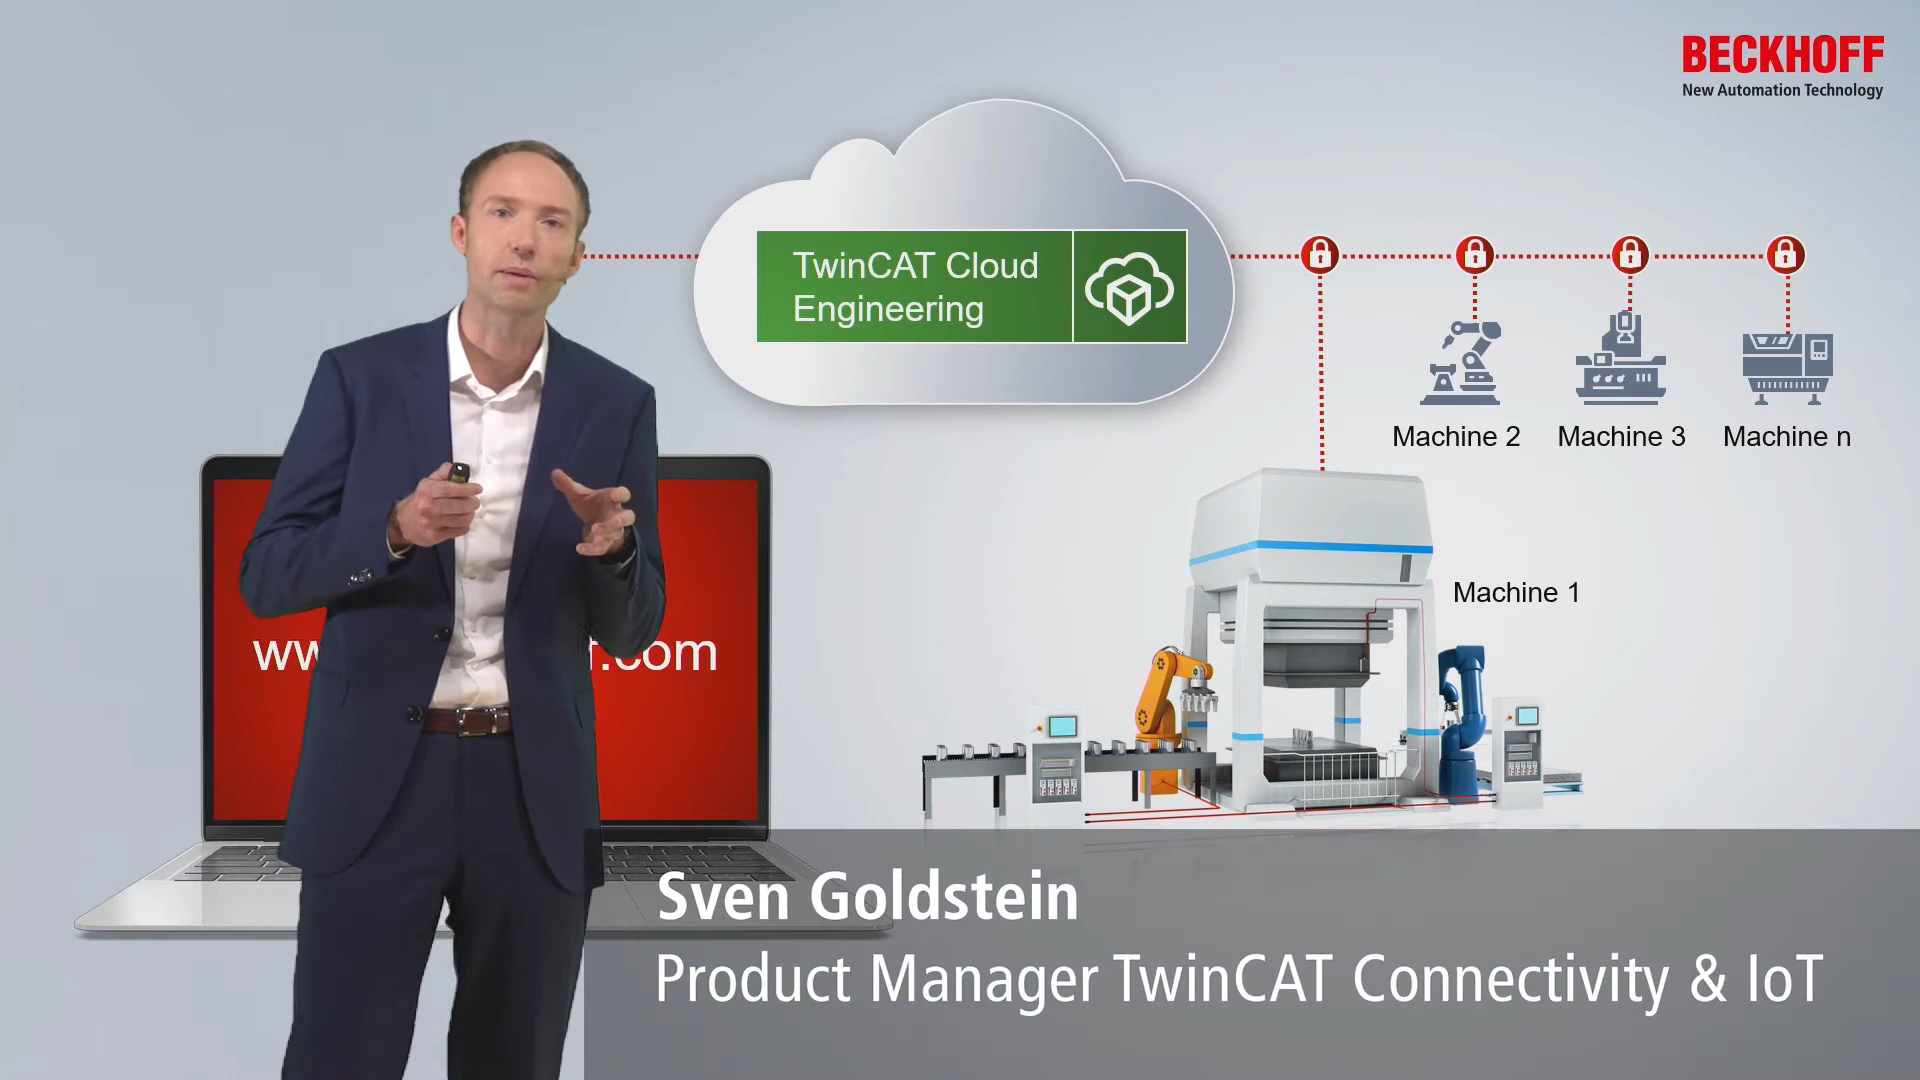 BECKHOFF
New Automation Technology
TwinCAT Cloud
Engineering
Machine 2
Machine 3
Machine n
Machine 1
.com
Sven Goldstein
Product Manager TwinCAT Connectivity & IoT